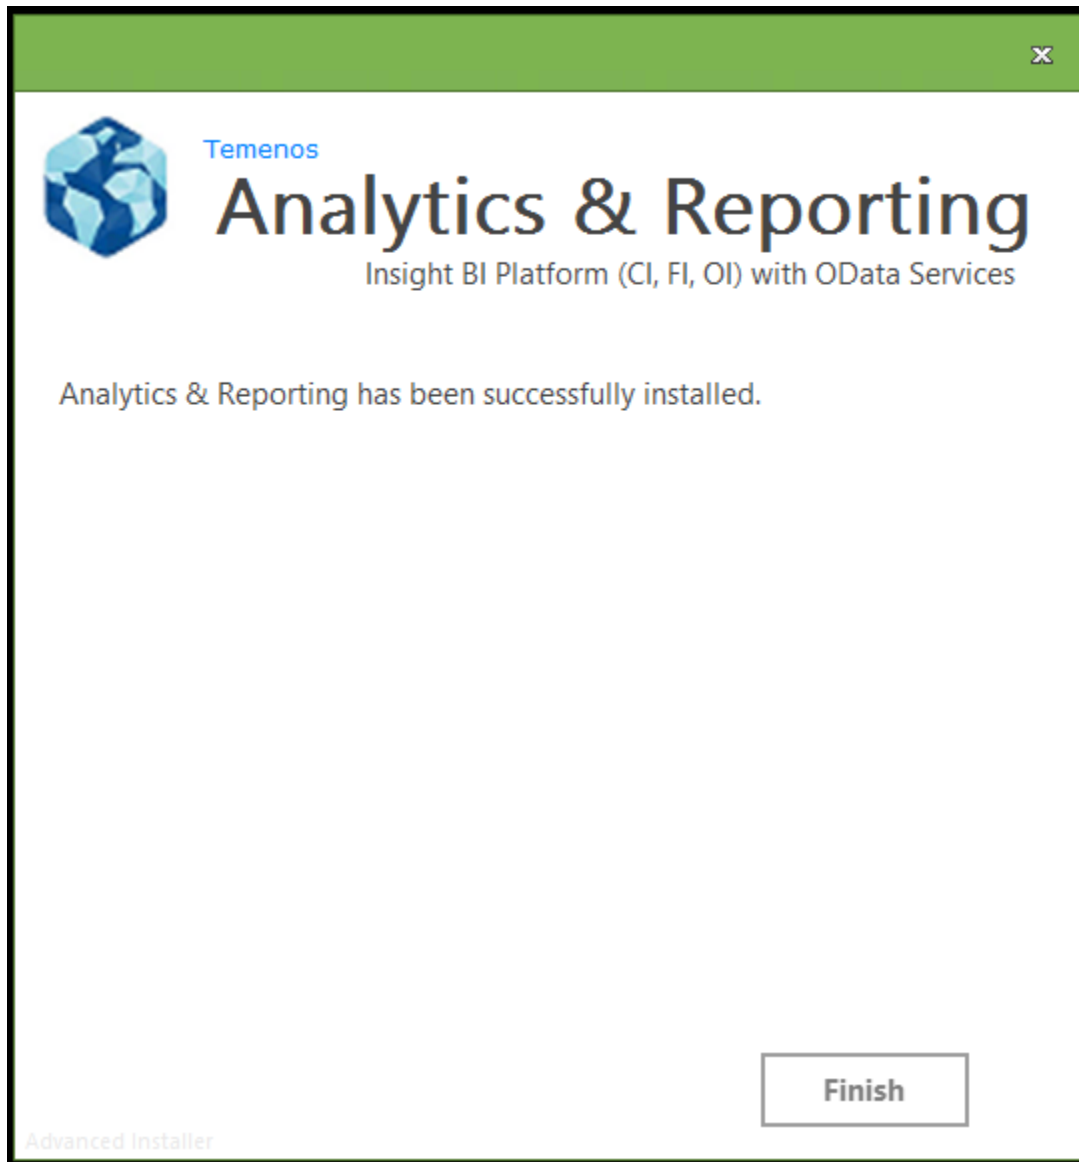 Temenos
Analytics & Reporting
Insight BI Platform (CI, FI, OI) with OData Services
Analytics & Reporting has been successfully installed.
Finish
Advanced Installer